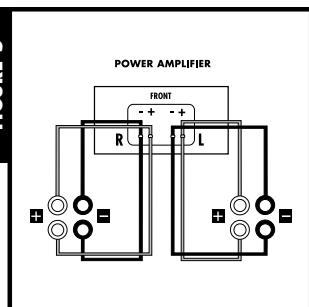 POWER AMPLIFIER
FRONT
- + - +
R L
+ - + -